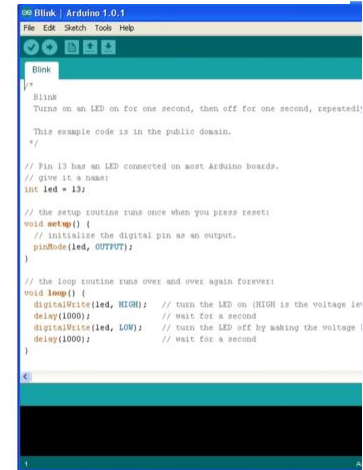 Blink | Arduino 1.0.1
File Edit Sketch Tools Help
Blink
/*
  Blink
  Turns on an LED on for one second, then off for one second, repeatedly

  This example code is in the public domain.
 */

// Pin 13 has an LED connected on most Arduino boards.
// give it a name:
int led = 13;

// the setup routine runs once when you press reset:
void setup() {
  // initialize the digital pin as an output.
  pinMode(led, OUTPUT);
}

// the loop routine runs over and over again forever:
void loop() {
  digitalWrite(led, HIGH);   // turn the LED on (HIGH is the voltage lev
  delay(1000);               // wait for a second
  digitalWrite(led, LOW);    // turn the LED off by making the voltage
  delay(1000);               // wait for a second
}
1